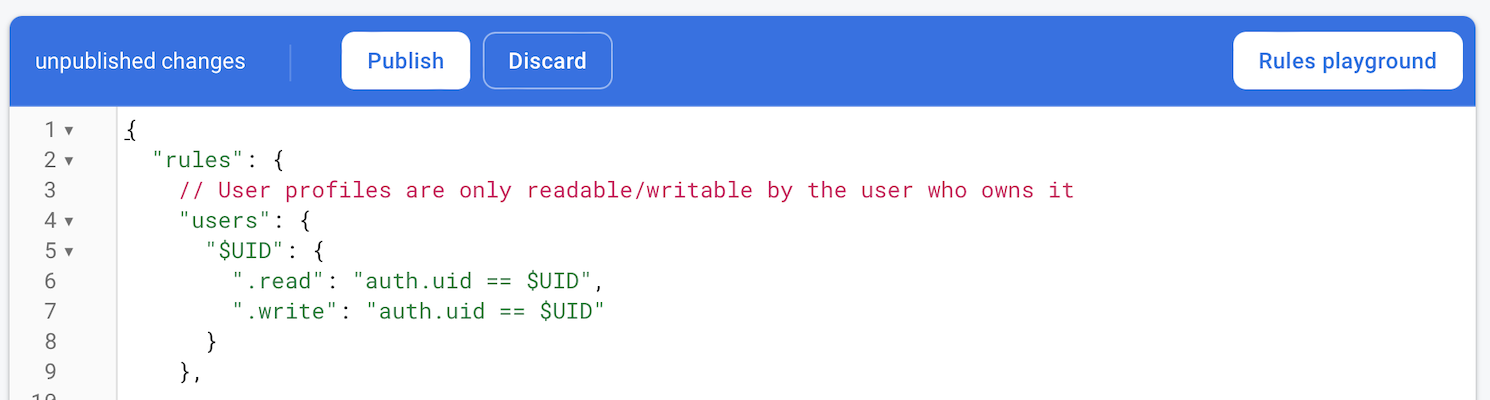 unpublished changes Publish Discard Rules playground
1 {
2 "rules": {
3 // User profiles are only readable/writable by the user who owns it
4 "users": {
5 "$UID": {
6 ".read": "auth.uid == $UID",
7 ".write": "auth.uid == $UID"
8 }
9 },
10